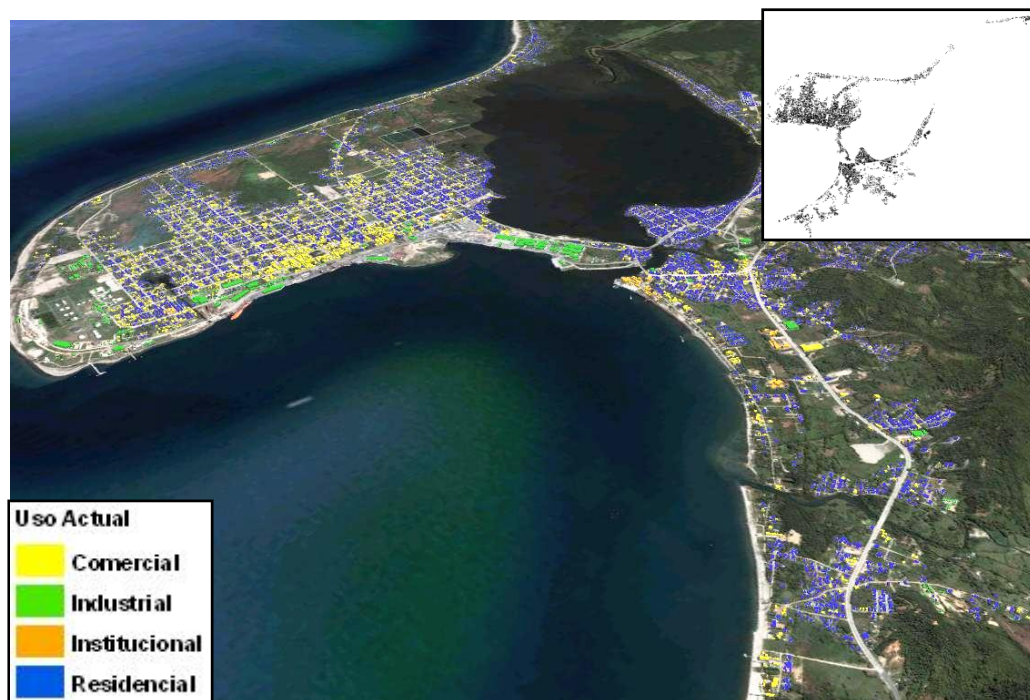 Uso Actual
Comercial
Industrial
Institucional
Residencial